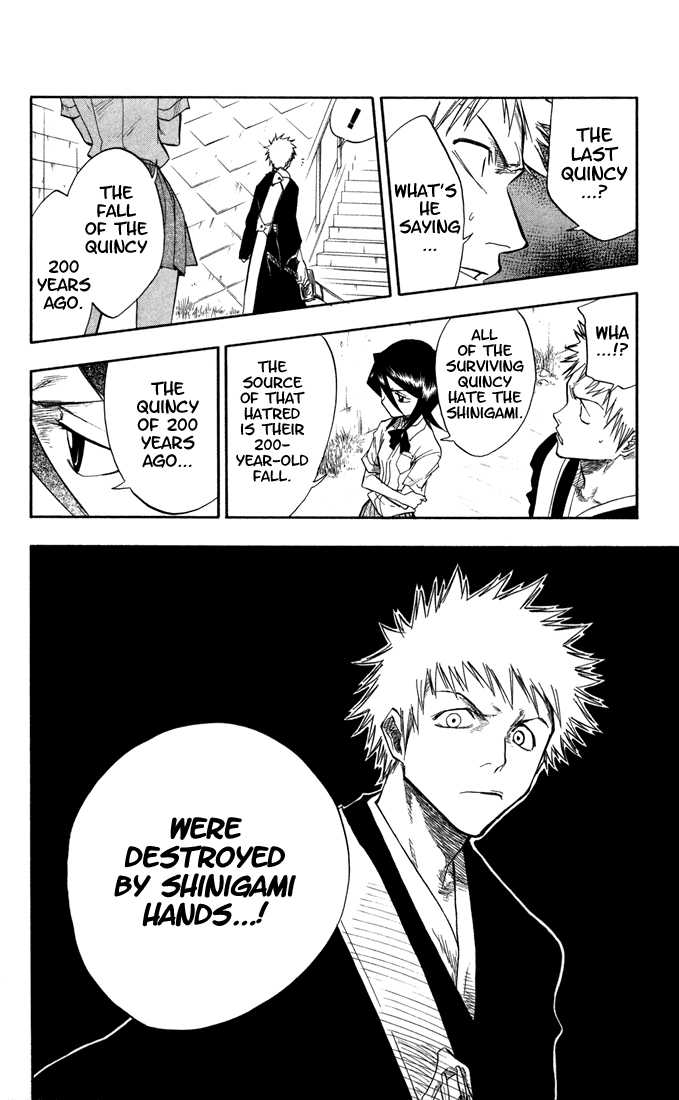 THE
LAST
QUINCY
...?
WHAT'S
HE
SAYING
...
!
THE
FALL
OF THE
QUINCY
200
YEARS
AGO.
WHA
...!?
ALL
OF THE
SURVIVING
QUINCY
HATE THE
SHINIGAMI.
THE
SOURCE
OF THAT
HATRED
IS THEIR
200-
YEAR-OLD
FALL.
THE
QUINCY
OF 200
YEARS
AGO...
WERE
DESTROYED
BY SHINIGAMI
HANDS...!